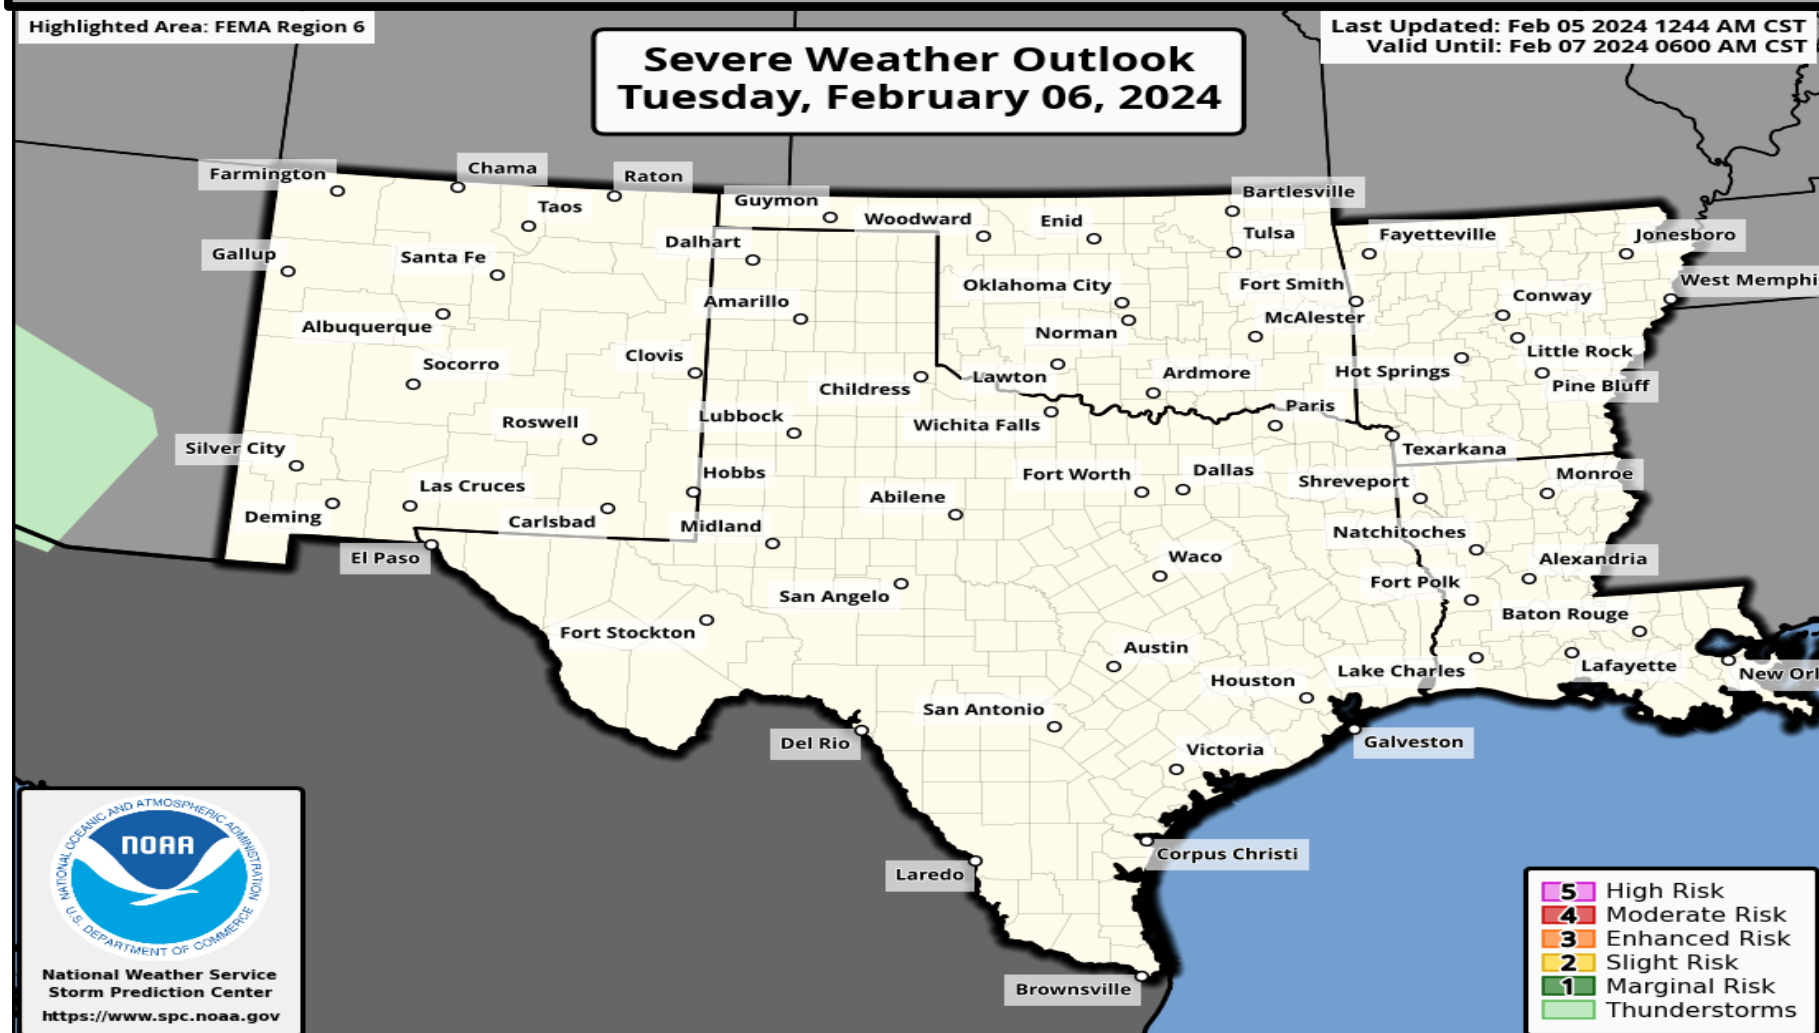 Highlighted Area: FEMA Region 6
Severe Weather Outlook
Tuesday, February 06, 2024
Last Updated: Feb 05 2024 1244 AM CST
Valid Until: Feb 07 2024 0600 AM CST
Farmington
Chama
Raton
Taos
Guymon
Woodward
Enid
Bartlesville
Gallup
Santa Fe
Dalhart
Tulsa
Fayetteville
Jonesboro
Albuquerque
Amarillo
Oklahoma City
Fort Smith
Conway
West Memphi
Norman
McAlester
Socorro
Clovis
Childress
Lawton
Ardmore
Hot Springs
Little Rock
Pine Bluff
Roswell
Lubbock
Wichita Falls
Paris
Texarkana
Silver City
Las Cruces
Hobbs
Abilene
Fort Worth
Dallas
Shreveport
Monroe
Deming
Carlsbad
Midland
Natchitoches
El Paso
Waco
Alexandria
San Angelo
Fort Polk
Fort Stockton
Baton Rouge
Austin
Lake Charles
Lafayette
New Orl
Houston
San Antonio
Del Rio
Victoria
Galveston
Laredo
Corpus Christi
Brownsville
NATIONAL OCEANIC AND ATMOSPHERIC ADMINISTRATION
NOAA
U.S. DEPARTMENT OF COMMERCE
National Weather Service
Storm Prediction Center
https://www.spc.noaa.gov
5 High Risk
4 Moderate Risk
3 Enhanced Risk
2 Slight Risk
1 Marginal Risk
Thunderstorms